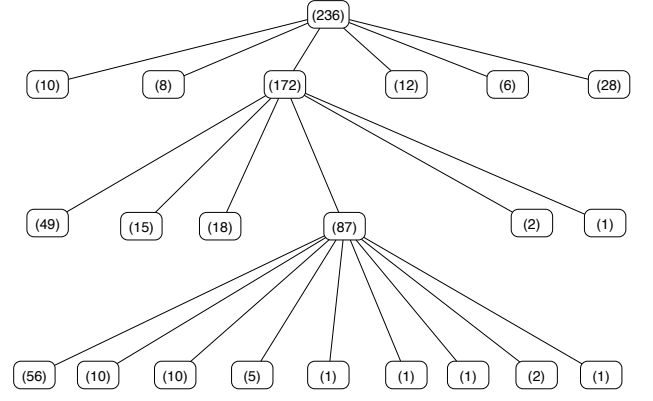 (236)
(10) (8) (172) (12) (6) (28)
(49) (15) (18) (87) (2) (1)
(56) (10) (10) (5) (1) (1) (1) (2) (1)